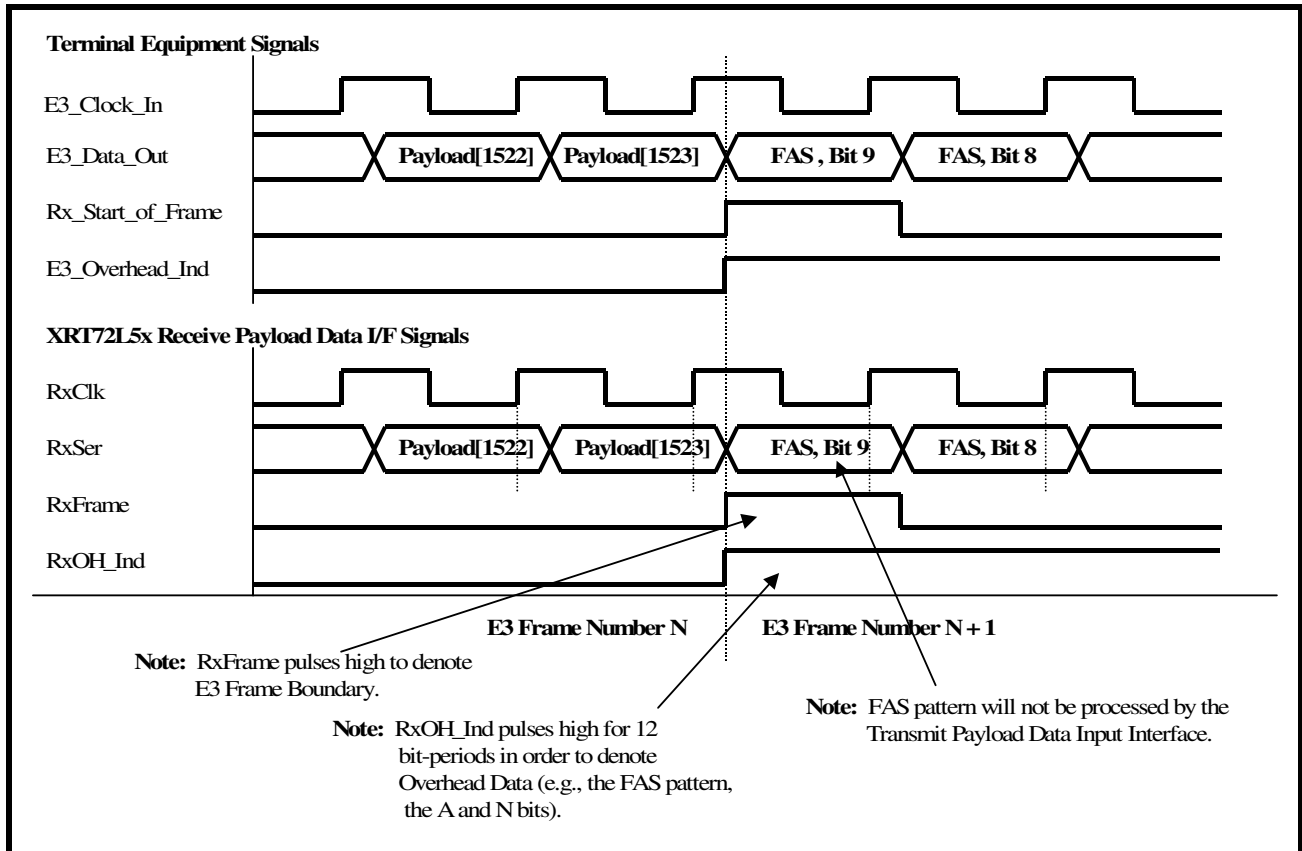 Terminal Equipment Signals
E3_Clock_In
E3_Data_Out
Payload[1522]
Payload[1523]
FAS , Bit 9
FAS, Bit 8
Rx_Start_of_Frame
E3_Overhead_Ind
XRT72L5x Receive Payload Data I/F Signals
RxClk
RxSer
Payload[1522]
Payload[1523]
FAS, Bit 9
FAS, Bit 8
RxFrame
RxOH_Ind
E3 Frame Number N
E3 Frame Number N + 1
Note: RxFrame pulses high to denote
E3 Frame Boundary.
Note: RxOH_Ind pulses high for 12
bit-periods in order to denote
Overhead Data (e.g., the FAS pattern,
the A and N bits).
Note: FAS pattern will not be processed by the
Transmit Payload Data Input Interface.